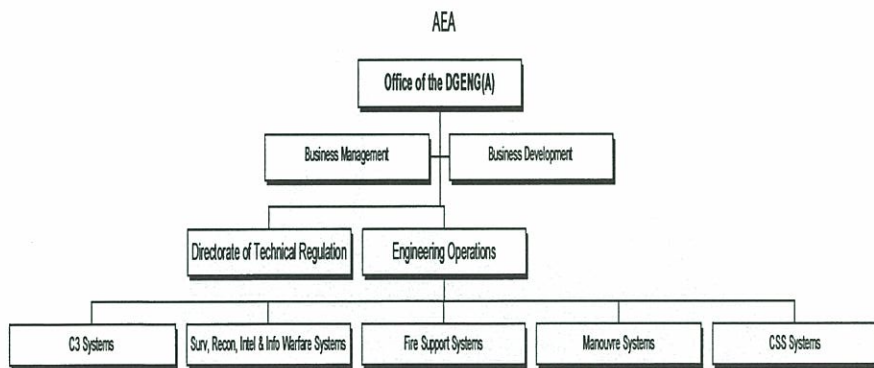 AEA
Office of the DGENG(A)
Business Management
Business Development
Directorate of Technical Regulation
Engineering Operations
C3 Systems
Surv, Recon, Intel & Info Warfare Systems
Fire Support Systems
Manouvre Systems
CSS Systems